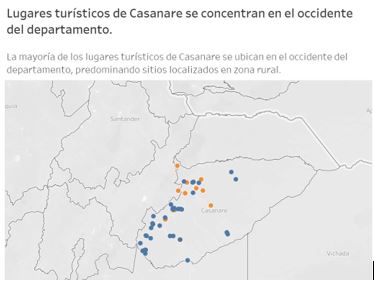 Lugares turísticos de Casanare se concentran en el occidente
del departamento.
La mayoría de los lugares turísticos de Casanare se ubican en el occidente del
departamento, predominando sitios localizados en zona rural.
Santander
Casanare
Vichada